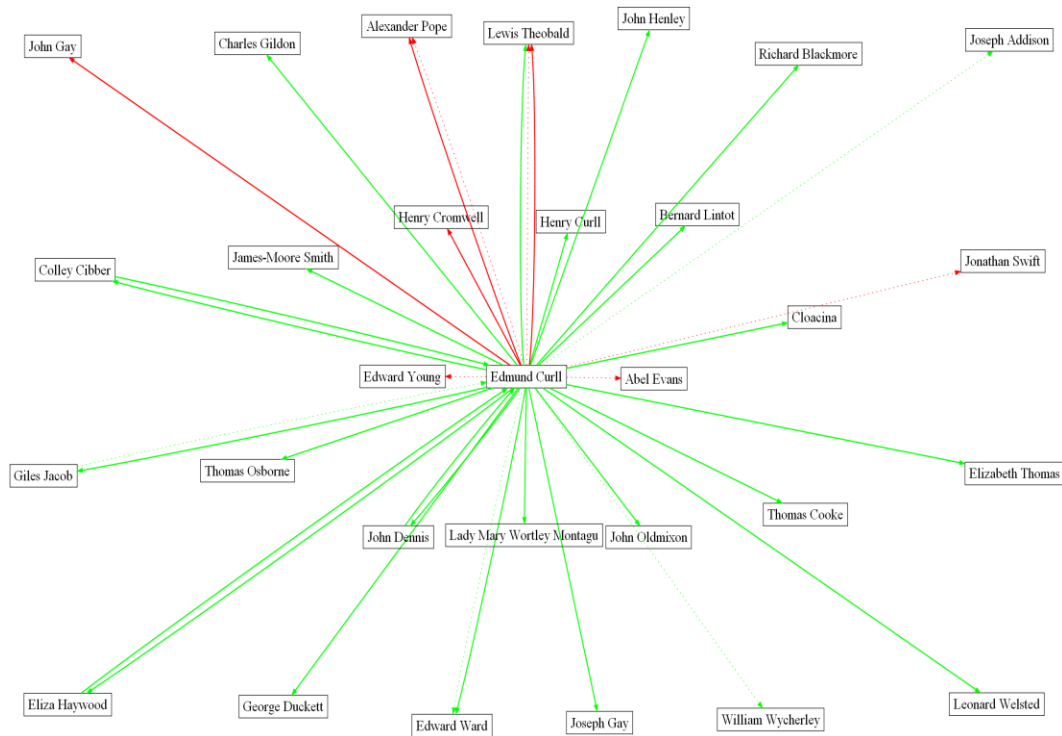 Alexander Pope
Lewis Theobald
John Henley
John Gay
Charles Gildon
Richard Blackmore
Joseph Addison
Henry Cromwell
Henry Curll
Bernard Lintot
James-Moore Smith
Colley Cibber
Jonathan Swift
Cloacina
Edward Young
Edmund Curll
Abel Evans
Giles Jacob
Thomas Osborne
Elizabeth Thomas
Thomas Cooke
John Dennis
Lady Mary Wortley Montagu
John Oldmixon
Eliza Haywood
George Duckett
Edward Ward
Joseph Gay
William Wycherley
Leonard Welsted